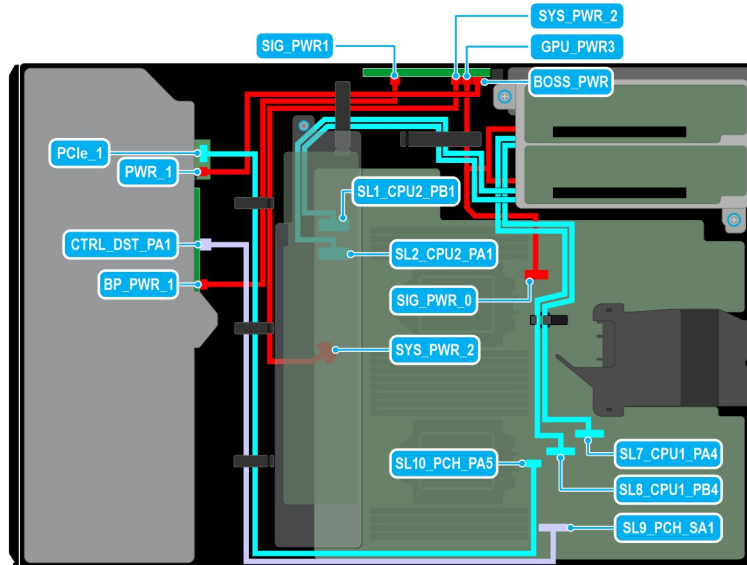 SYS_PWR_2
SIG_PWR1
GPU_PWR3
BOSS_PWR
PCIe_1
PWR_1
SL1_CPU2_PB1
CTRL_DST_PA1
SL2_CPU2_PA1
BP_PWR_1
SIG_PWR_0
SYS_PWR_2
SL7_CPU1_PA4
SL10_PCH_PA5
SL8_CPU1_PB4
SL9_PCH_SA1